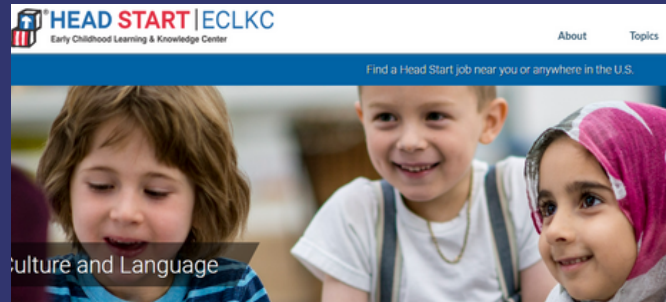 HEAD START | ECLKC
Early Childhood Learning & Knowledge Center
About Topics
Find a Head Start job near you or anywhere in the U.S.
ulture and Language